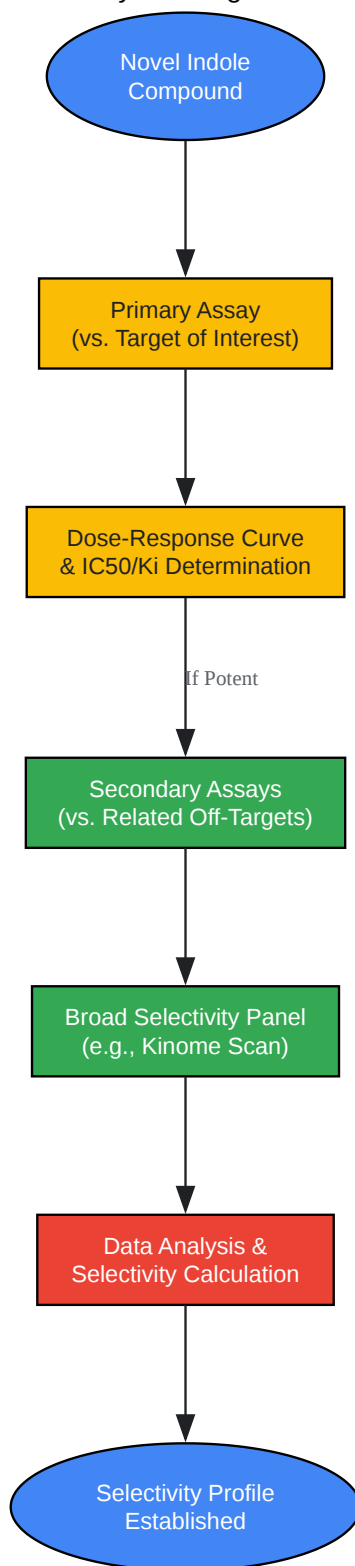 Novel Indole
Compound
Primary Assay
(vs. Target of Interest)
Dose-Response Curve
& IC50/Ki Determination
If Potent
Secondary Assays
(vs. Related Off-Targets)
Broad Selectivity Panel
(e.g., Kinome Scan)
Data Analysis &
Selectivity Calculation
Selectivity Profile
Established